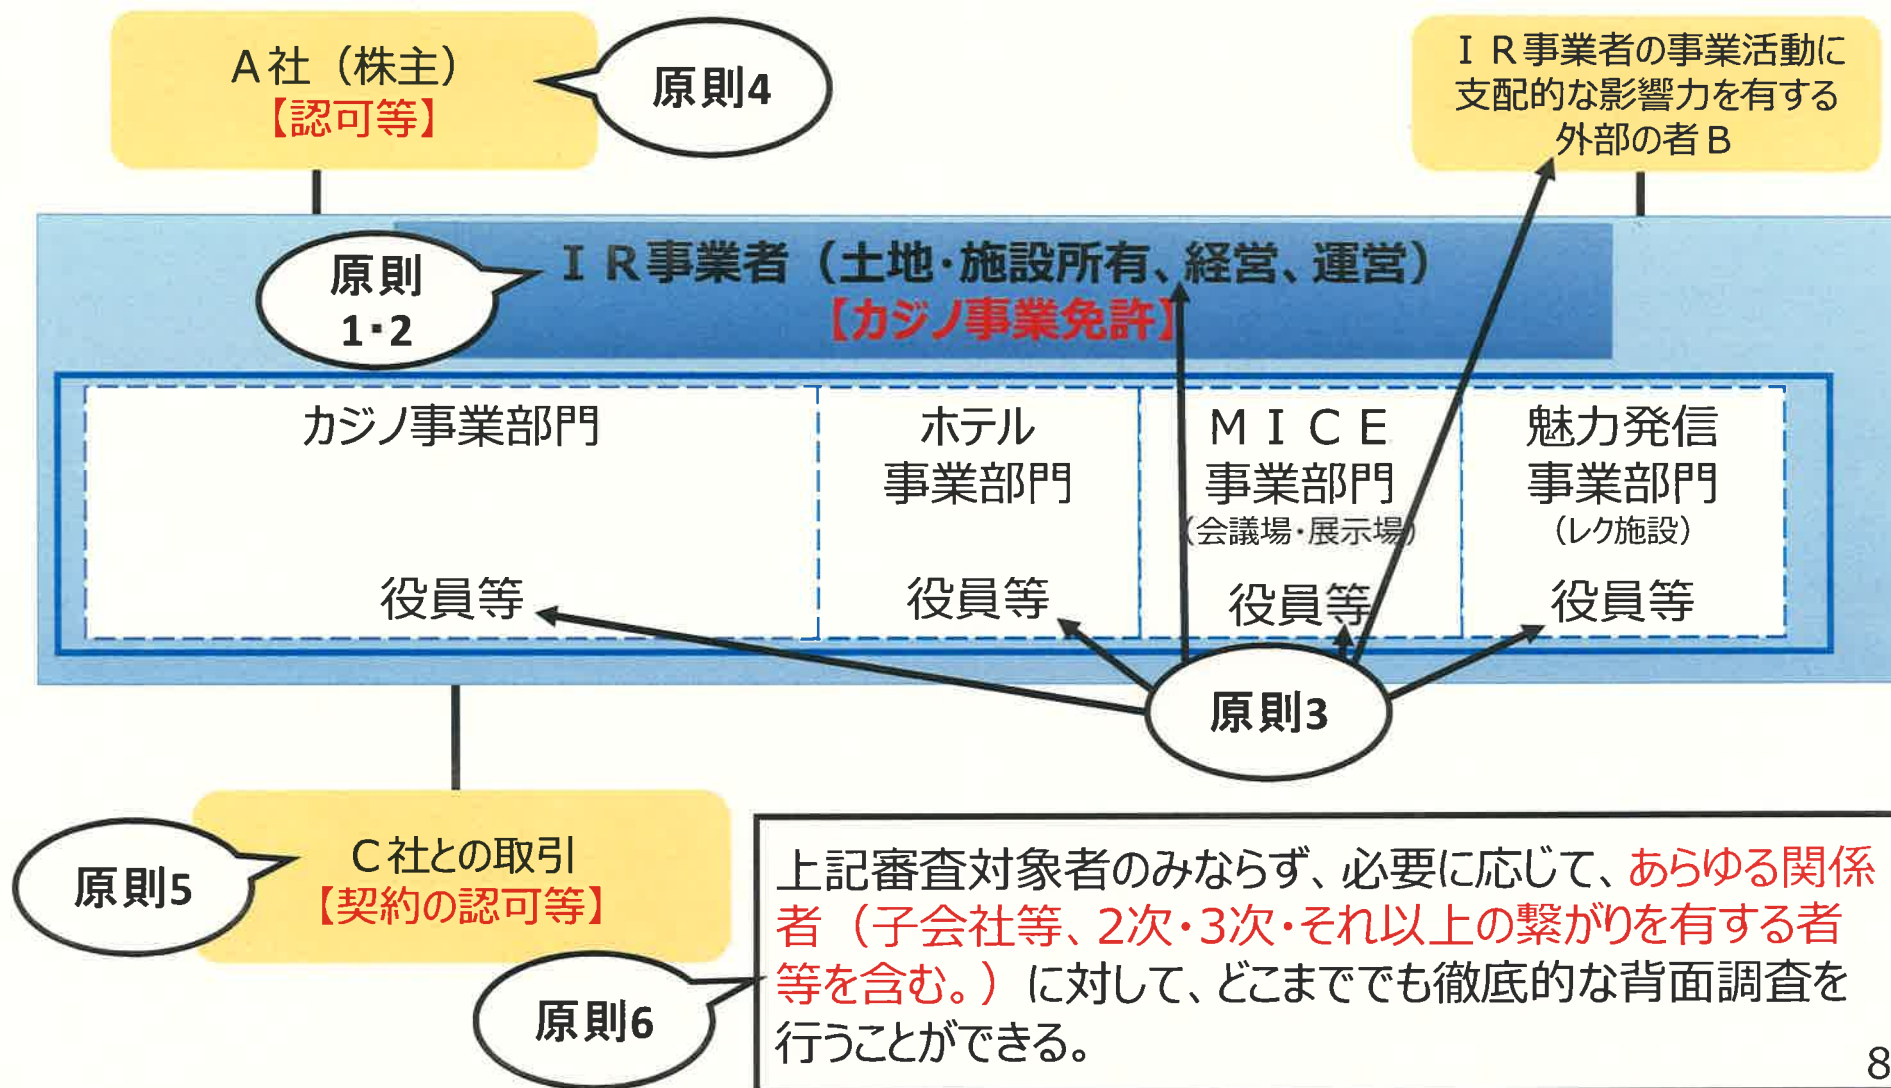 A社（株主）
【認可等】
原則4
ＩＲ事業者の事業活動に
支配的な影響力を有する
外部の者B
原則
1・2
ＩＲ事業者（土地・施設所有、経営、運営）
【カジノ事業免許】
カジノ事業部門
役員等
ホテル
事業部門
役員等
ＭＩＣＥ
事業部門
（会議場・展示場）
役員等
魅力発信
事業部門
（レク施設）
役員等
原則3
原則5
C社との取引
【契約の認可等】
原則6
上記審査対象者のみならず、必要に応じて、あらゆる関係
者（子会社等、2次・3次・それ以上の繋がりを有する者
等を含む。）に対して、どこまででも徹底的な背面調査を
行うことができる。
8